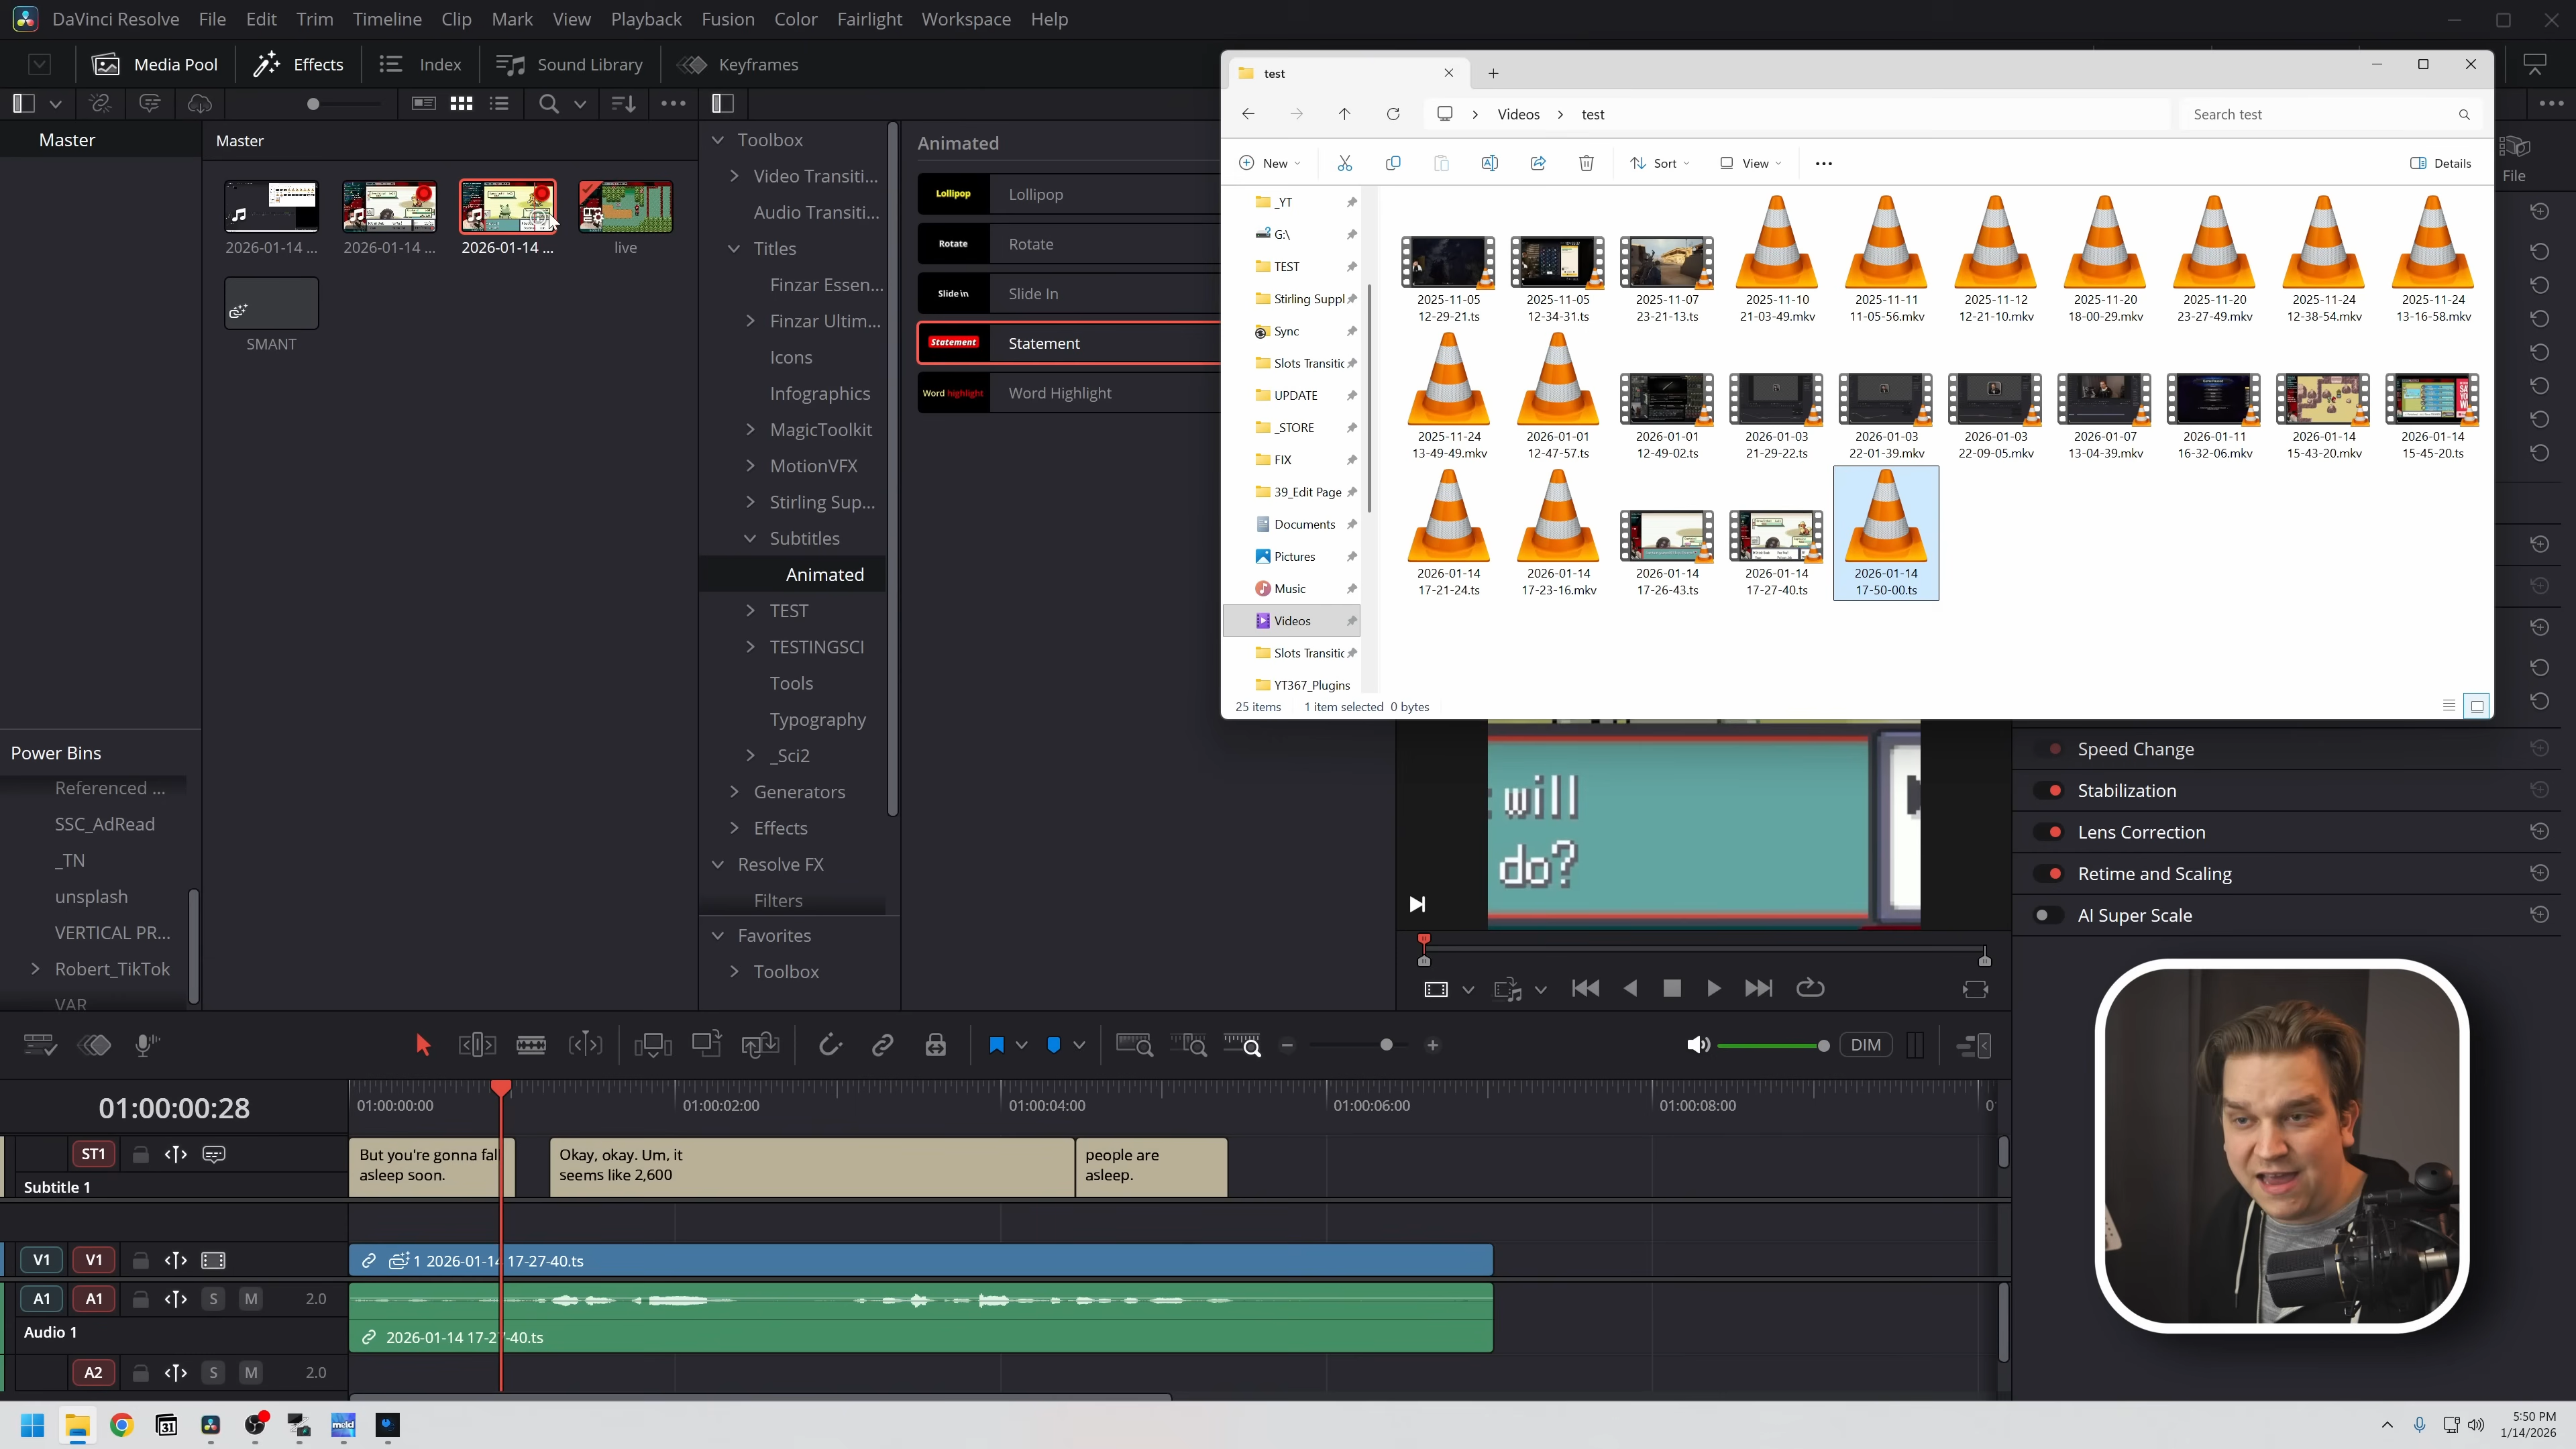 DaVinci Resolve File Edit Trim Timeline Clip Mark View Playback Fusion Color Fairlight Workspace Help
Media Pool Effects Index Sound Library Keyframes
test
Videos test
Search test
New Sort View Details
File
Master
Master
2026-01-14 ... 2026-01-14 ... 2026-01-14 ... live
SMANT
Power Bins
Referenced ...
SSC_AdRead
_TN
unsplash
VERTICAL PR...
Robert_TikTok
VAR
Toolbox
Video Transiti...
Audio Transiti...
Titles
Finzar Essen...
Finzar Ultim...
Icons
Infographics
MagicToolkit
MotionVFX
Stirling Sup...
Subtitles
Animated
TEST
TESTINGSCI
Tools
Typography
_Sci2
Generators
Effects
Resolve FX
Filters
Favorites
Toolbox
Animated
Lollipop Lollipop
Rotate Rotate
Slide in Slide In
Statement Statement
Word highlight Word Highlight
_YT
G:\
TEST
Stirling Suppl
Sync
Slots Transitic
UPDATE
_STORE
FIX
39_Edit Page
Documents
Pictures
Music
Videos
Slots Transitic
YT367_Plugins
2025-11-05 2025-11-05 2025-11-07 2025-11-10 2025-11-11 2025-11-12 2025-11-20 2025-11-20 2025-11-24 2025-11-24
12-29-21.ts 12-34-31.ts 23-21-13.ts 21-03-49.mkv 11-05-56.mkv 12-21-10.mkv 18-00-29.mkv 23-27-49.mkv 12-38-54.mkv 13-16-58.mkv
2025-11-24 2026-01-01 2026-01-01 2026-01-03 2026-01-03 2026-01-03 2026-01-07 2026-01-11 2026-01-14 2026-01-14
13-49-49.mkv 12-47-57.ts 12-49-02.ts 21-29-22.ts 22-01-39.mkv 22-09-05.mkv 13-04-39.mkv 16-32-06.mkv 15-43-20.mkv 15-45-20.ts
2026-01-14 2026-01-14 2026-01-14 2026-01-14 2026-01-14
17-21-24.ts 17-23-16.mkv 17-26-43.ts 17-27-40.ts 17-50-00.ts
25 items 1 item selected 0 bytes
will
do?
Speed Change
Stabilization
Lens Correction
Retime and Scaling
AI Super Scale
DIM
01:00:00:28
01:00:00:00 01:00:02:00 01:00:04:00 01:00:06:00 01:00:08:00
ST1
Subtitle 1
But you're gonna fall
asleep soon.
Okay, okay. Um, it
seems like 2,600
people are
asleep.
V1 V1
1 2026-01-14 17-27-40.ts
A1 A1 S M 2.0
Audio 1
2026-01-14 17-27-40.ts
A2 S M 2.0
31
meld
5:50 PM
1/14/2026